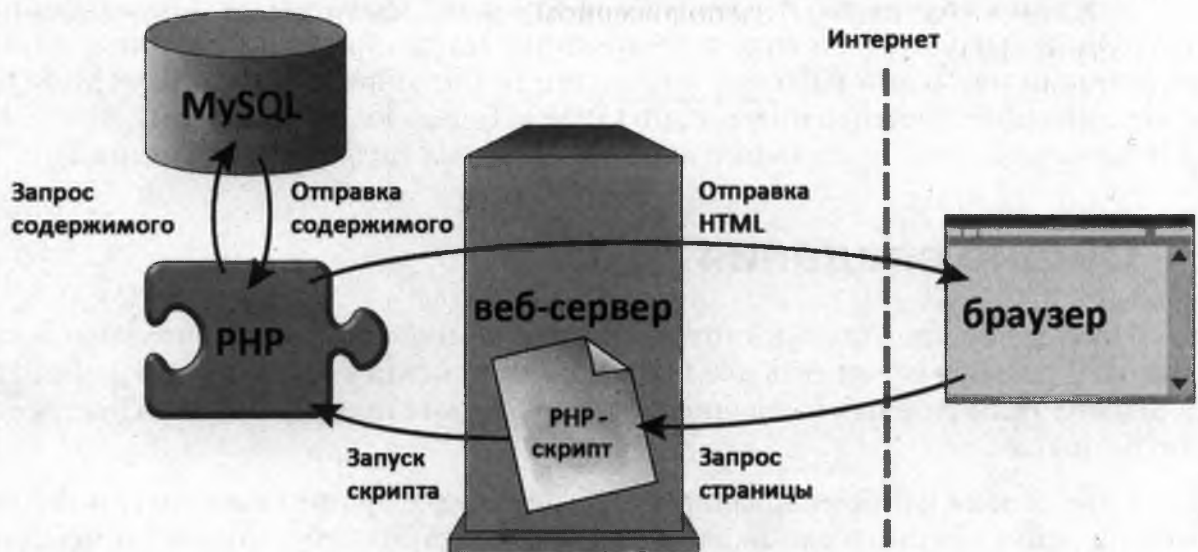 Интернет
MySQL
Запрос
содержимого
Отправка
содержимого
Отправка
HTML
веб-сервер
браузер
PHP
PHP-
скрипт
Запуск
скрипта
Запрос
страницы